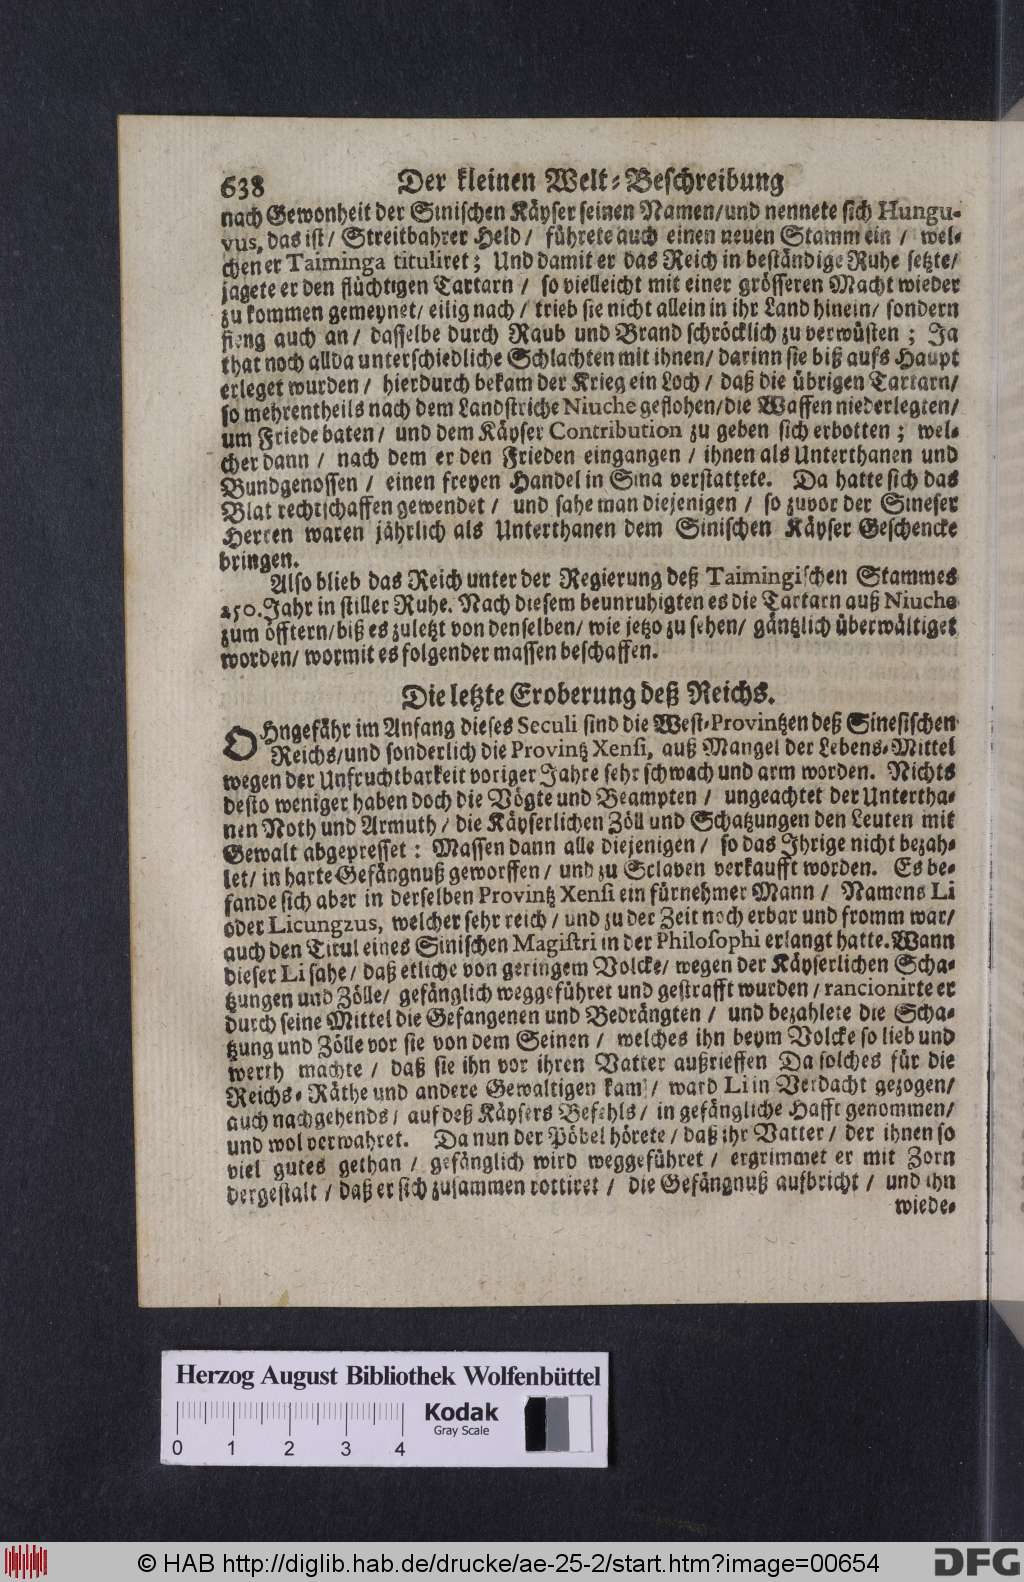 638 Der kleinen Welt-Beschreibung
nach Gewonheit der Sinischen Käyser seinen Namen/und nennete sich Hungu-
vus, das ist/ Streitbahrer Held/ führete auch einen neuen Stamm ein/ wel-
chen er Taiminga tituliret; Und damit er das Reich in beständige Ruhe setzte/
jagete er den flüchtigen Tartarn/ so vielleicht mit einer grösseren Macht wieder
zu kommen gemeynet/ eilig nach/ trieb sie nicht allein in ihr Land hinein/ sondern
fieng auch an/ dasselbe durch Raub und Brand schröcklich zu verwüsten; Ja
that noch allda unterschiedliche Schlachten mit ihnen/ darinn sie biß aufs Haupt
erleget wurden/ hierdurch bekam der Krieg ein Loch/ daß die übrigen Tartarn/
so mehrentheils nach dem Landstriche Niuche geflohen/die Waffen niederlegten/
um Friede baten/ und dem Käyser Contribution zu geben sich erbotten; wel-
cher dann/ nach dem er den Frieden eingangen/ ihnen als Unterthanen und
Bundgenossen/ einen freyen Handel in Sina verstattete. Da hatte sich das
Blat rechtschaffen gewendet/ und sahe man diejenigen/ so zuvor der Sineser
Herren waren jährlich als Unterthanen dem Sinischen Käyser Geschencke
bringen.
Also blieb das Reich unter der Regierung deß Taimingischen Stammes
250. Jahr in stiller Ruhe. Nach diesem beunruhigten es die Tartarn auß Niuche
zum öfftern/biß es zuletzt von denselben/ wie jetzo zu sehen/ gäntzlich überwältiget
worden/ wormit es folgender massen beschaffen.
Die letzte Eroberung deß Reichs.
OHngefähr im Anfang dieses Seculi sind die West-Provintzen deß Sinesischen
Reichs/und sonderlich die Provintz Xensi, auß Mangel der Lebens-Mittel
wegen der Unfruchtbarkeit voriger Jahre sehr schwach und arm worden. Nichts
desto weniger haben doch die Vögte und Beampten/ ungeachtet der Untertha-
nen Noth und Armuth/ die Käyserlichen Zöll und Schatzungen den Leuten mit
Gewalt abgepresset: Massen dann alle diejenigen/ so das Ihrige nicht bezah-
let/ in harte Gefängnuß geworffen/ und zu Sclaven verkaufft worden. Es be-
fande sich aber in derselben Provintz Xensi ein fürnehmer Mann/ Namens Li
oder Licungzus, welcher sehr reich/ und zu der Zeit noch erbar und fromm war/
auch den Titul eines Sinischen Magistri in der Philosophi erlangt hatte. Wann
dieser Li sahe/ daß etliche von geringem Volcke/ wegen der Käyserlichen Scha-
tzungen und Zölle/ gefänglich weggeführet und gestrafft wurden/ rancionirte er
durch seine Mittel die Gefangenen und Bedrängten/ und bezahlete die Scha-
tzung und Zölle vor sie von dem Seinen/ welches ihn beym Volcke so lieb und
werth machte/ daß sie ihn vor ihren Vatter außrieffen Da solches für die
Reichs-Räthe und andere Gewaltigen kam/ ward Li in Verdacht gezogen/
auch nachgehends/ auf deß Käysers Befehls/ in gefängliche Hafft genommen/
und wol verwahret. Da nun der Pöbel hörete/ daß ihr Vatter/ der ihnen so
viel gutes gethan/ gefänglich wird weggeführet/ ergrimmet er mit Zorn
dergestalt/ daß er sich zusammen rottiret/ die Gefängnuß aufbricht/ und ihn
wiede-
Herzog August Bibliothek Wolfenbüttel
Kodak
Gray Scale
0 1 2 3 4
© HAB http://diglib.hab.de/drucke/ae-25-2/start.htm?image=00654
DFG